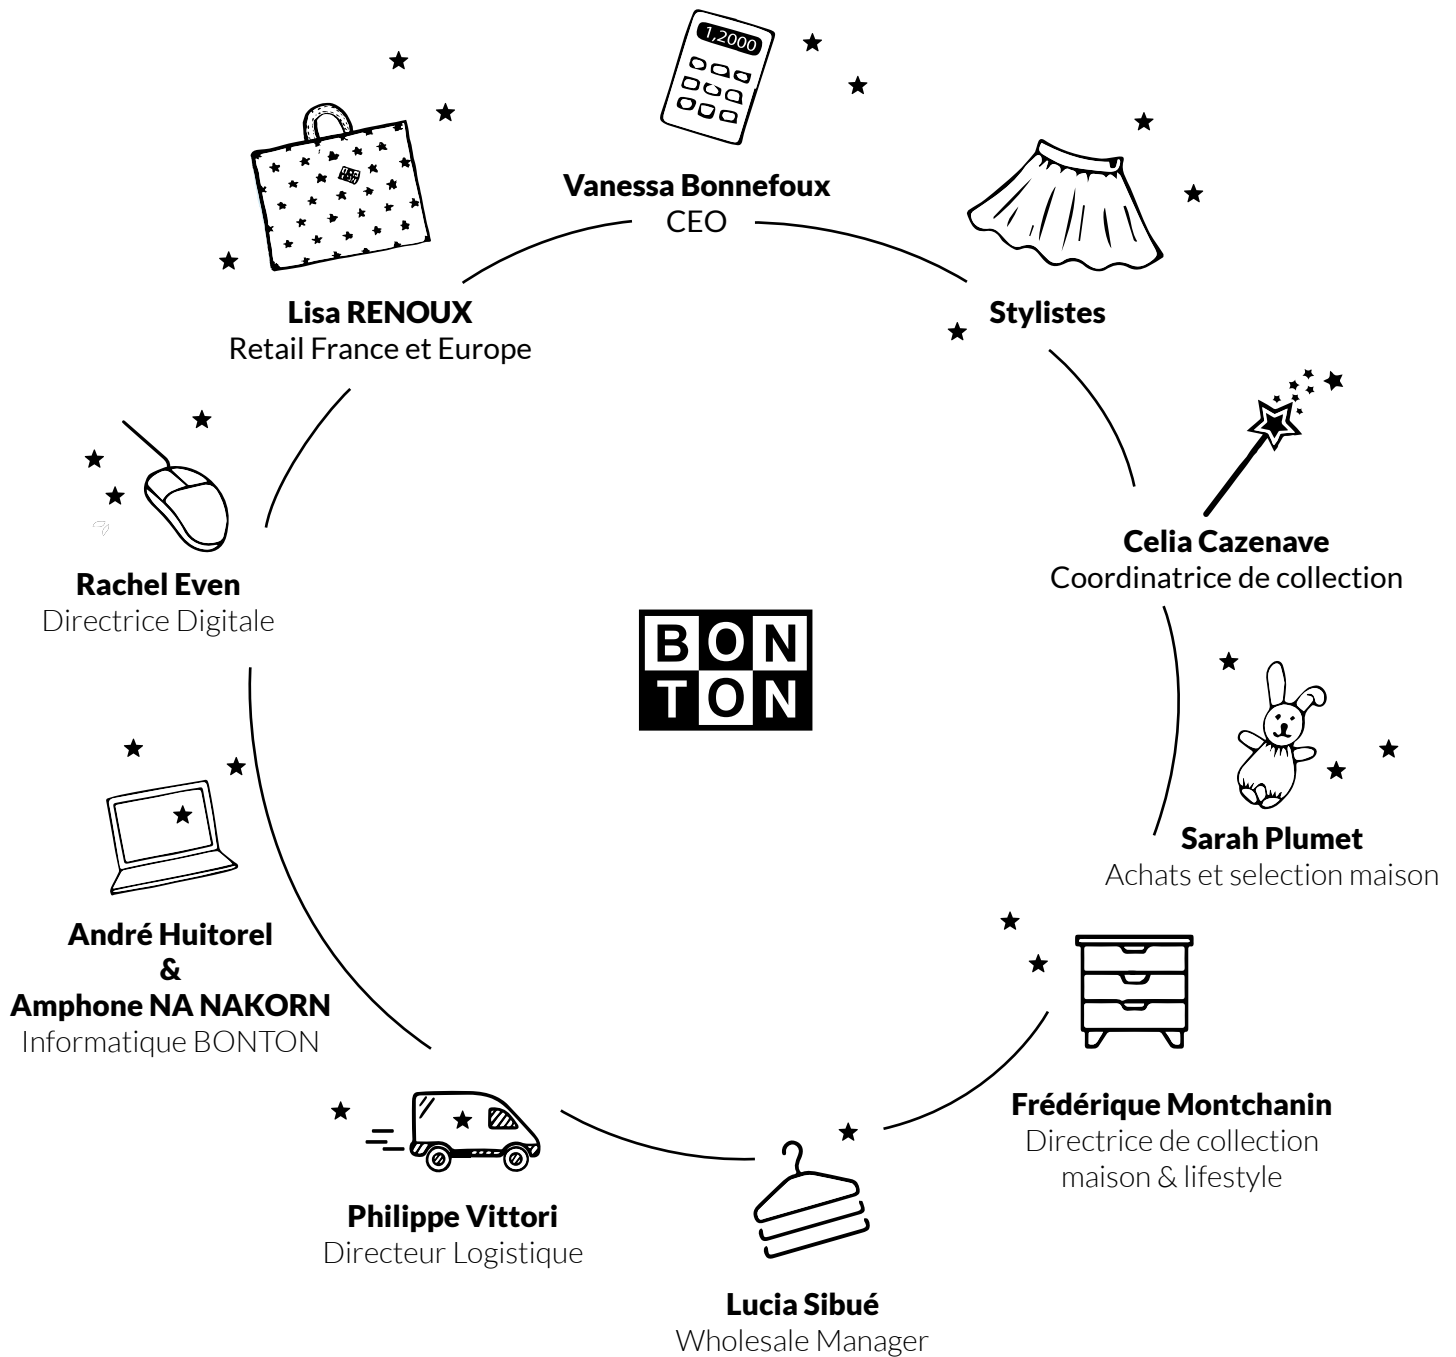 1,2000
Vanessa Bonnefoux
CEO
Lisa RENOUX
Retail France et Europe
Stylistes
Celia Cazenave
Coordinatrice de collection
Rachel Even
Directrice Digitale
BON
TON
Sarah Plumet
Achats et selection maison
André Huitorel
&
Amphone NA NAKORN
Informatique BONTON
Frédérique Montchanin
Directrice de collection
maison & lifestyle
Philippe Vittori
Directeur Logistique
Lucia Sibué
Wholesale Manager